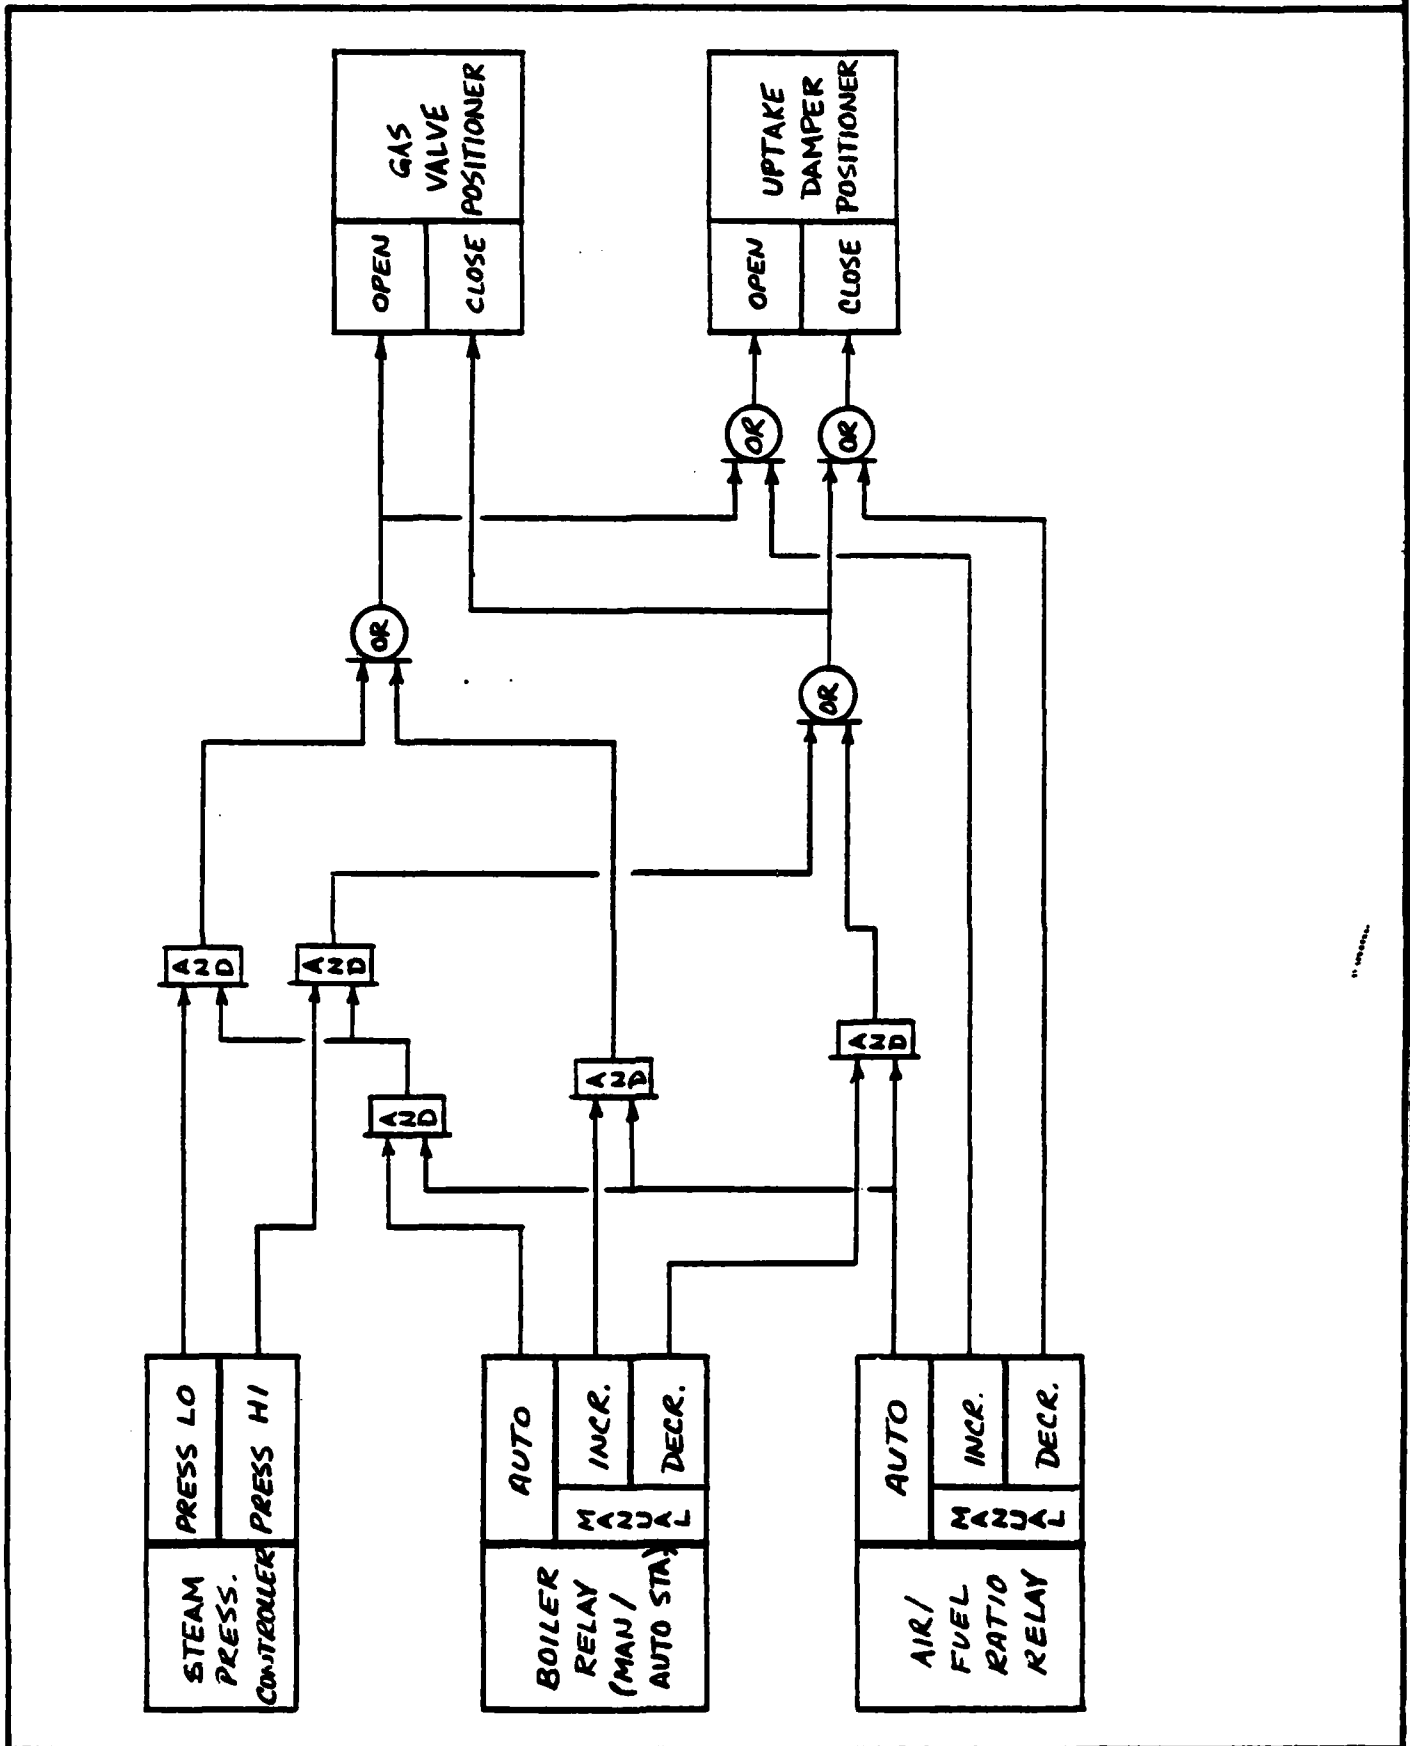 STEAM
PRESS.
CONTROLLER
PRESS LO
PRESS HI
BOILER
RELAY
(MAN/
AUTO STA)
AUTO
MANUAL
INCR.
DECR.
AIR/
FUEL
RATIO
RELAY
AUTO
MANUAL
INCR.
DECR.
AND
AND
AND
AND
AND
OR
OR
OR
OR
OPEN
CLOSE
GAS
VALVE
POSITIONER
OPEN
CLOSE
UPTAKE
DAMPER
POSITIONER